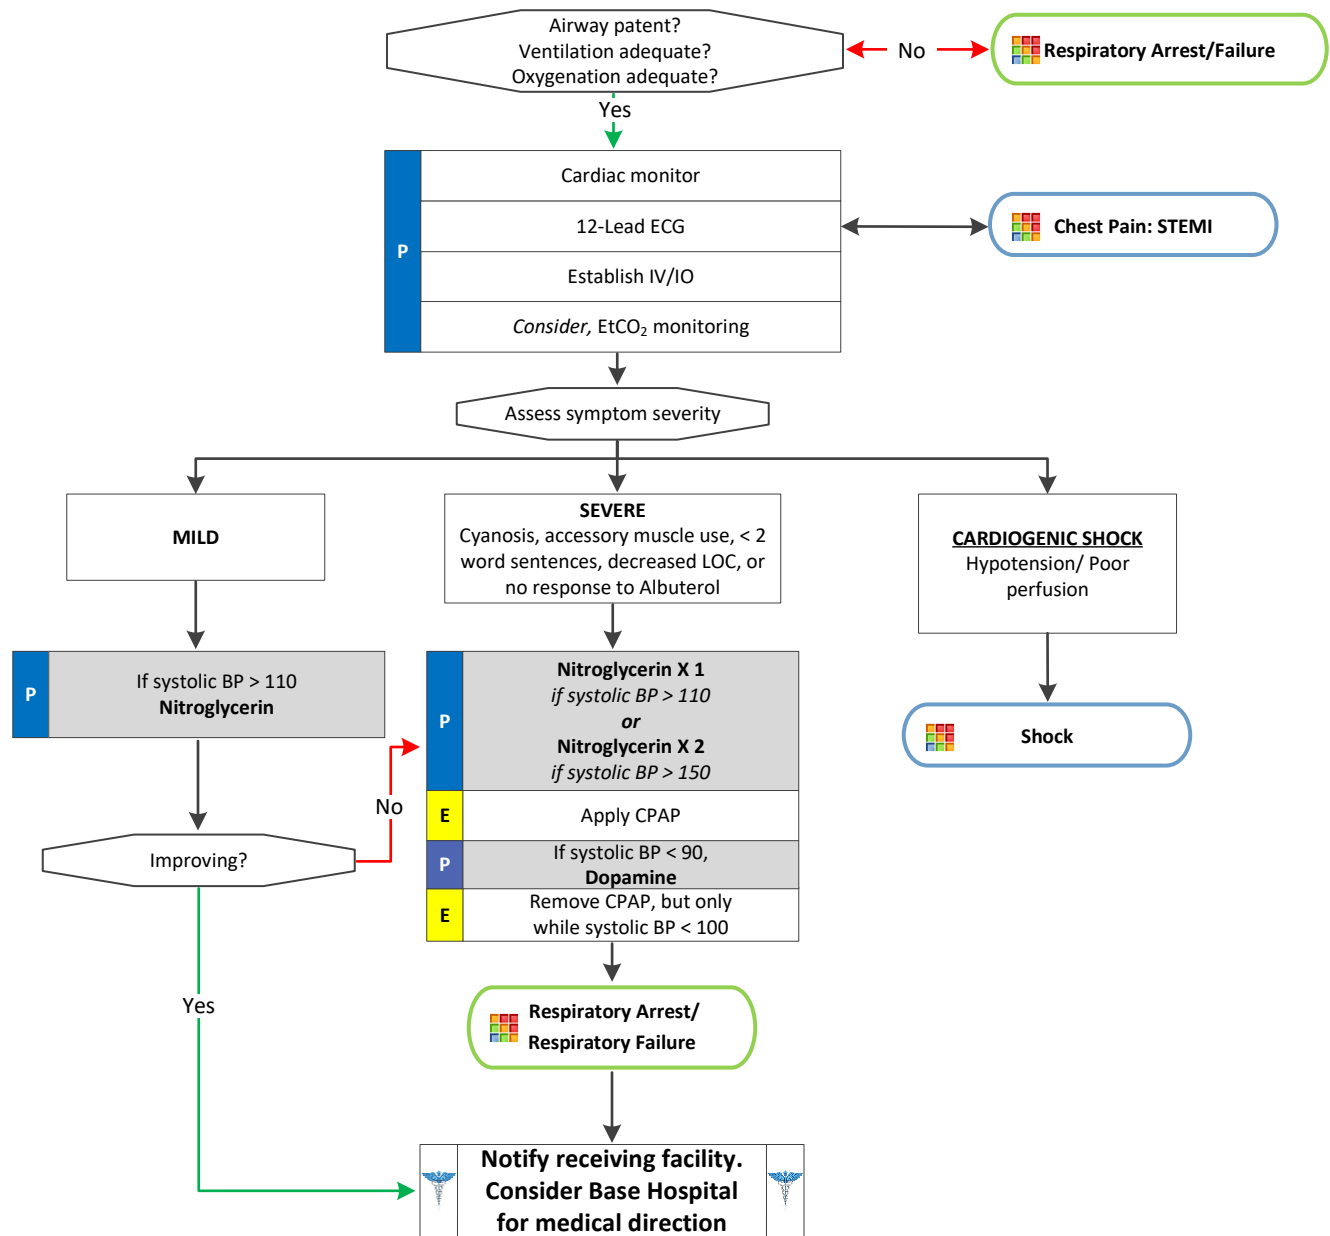 Airway patent?
Ventilation adequate?
Oxygenation adequate?
No
Respiratory Arrest/Failure
Yes
P
Cardiac monitor
12-Lead ECG
Establish IV/IO
Consider, EtCO₂ monitoring
Chest Pain: STEMI
Assess symptom severity
MILD
SEVERE
Cyanosis, accessory muscle use, < 2
word sentences, decreased LOC, or
no response to Albuterol
CARDIOGENIC SHOCK
Hypotension/ Poor
perfusion
P
If systolic BP > 110
Nitroglycerin
P
Nitroglycerin X 1
if systolic BP > 110
or
Nitroglycerin X 2
if systolic BP > 150
E
Apply CPAP
P
If systolic BP < 90,
Dopamine
E
Remove CPAP, but only
while systolic BP < 100
Shock
No
Improving?
Yes
Respiratory Arrest/
Respiratory Failure
Notify receiving facility.
Consider Base Hospital
for medical direction